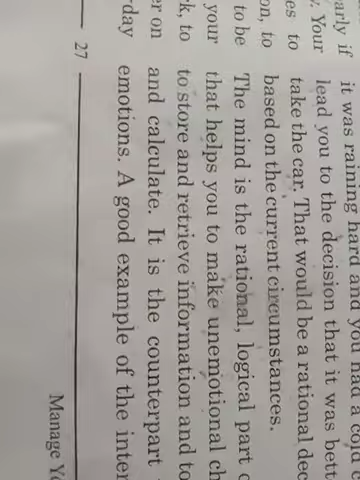 arly if
Your
es to
on, to
to be
your
k, to
er on
day
27
it was raining hard and you had a cold
lead you to the decision that it was bett
take the car. That would be a rational dec
based on the current circumstances.
The mind is the rational, logical part
that helps you to make unemotional ch
to store and retrieve information and to
and calculate. It is the counterpart
emotions. A good example of the inter
Manage Yo